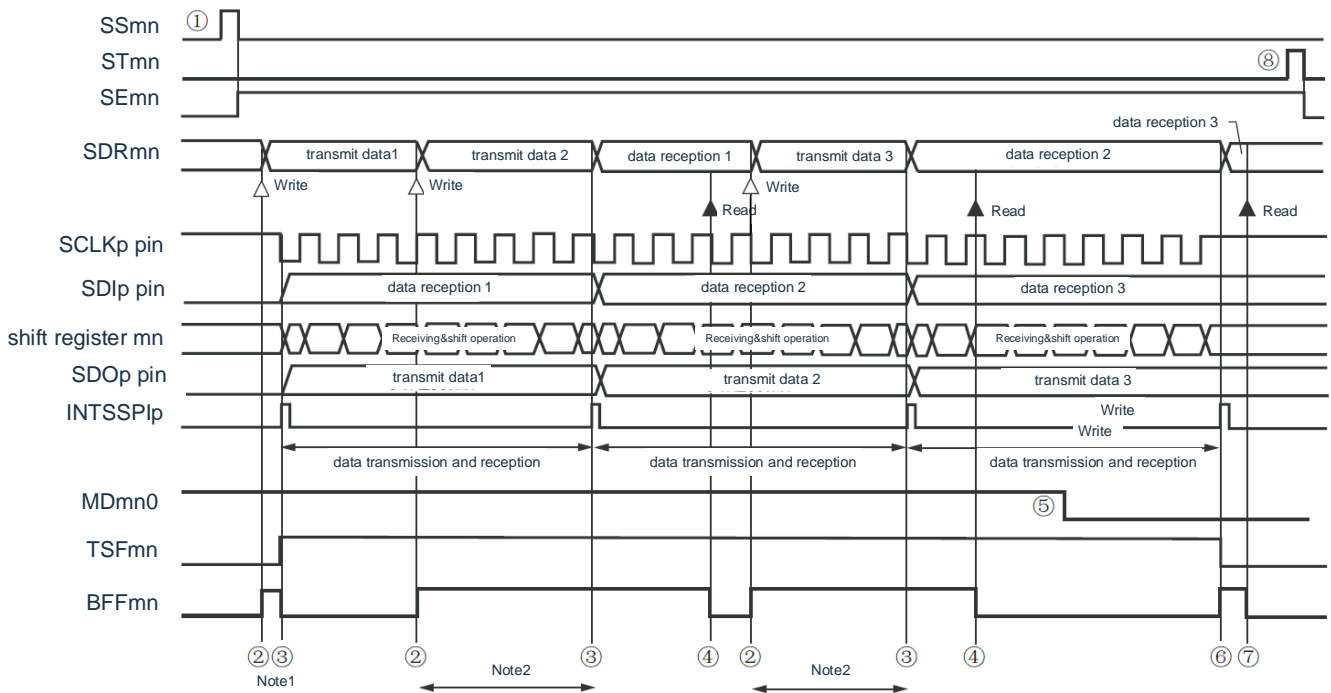 SSmn ①
STmn ⑧
SEmn
data reception 3
SDRmn transmit data1 transmit data 2 data reception 1 transmit data 3 data reception 2
Write Write Write
Read Read Read
SCLKp pin
SDIp pin data reception 1 data reception 2 data reception 3
shift register mn Receiving&shift operation Receiving&shift operation Receiving&shift operation
SDOp pin transmit data1 transmit data 2 transmit data 3
INTSSPIp Write
Write
data transmission and reception data transmission and reception data transmission and reception
MDmn0 ⑤
TSFmn
BFFmn
② ③ ② ③ ④ ② ③ ④ ⑥ ⑦
Note1 Note2 Note2